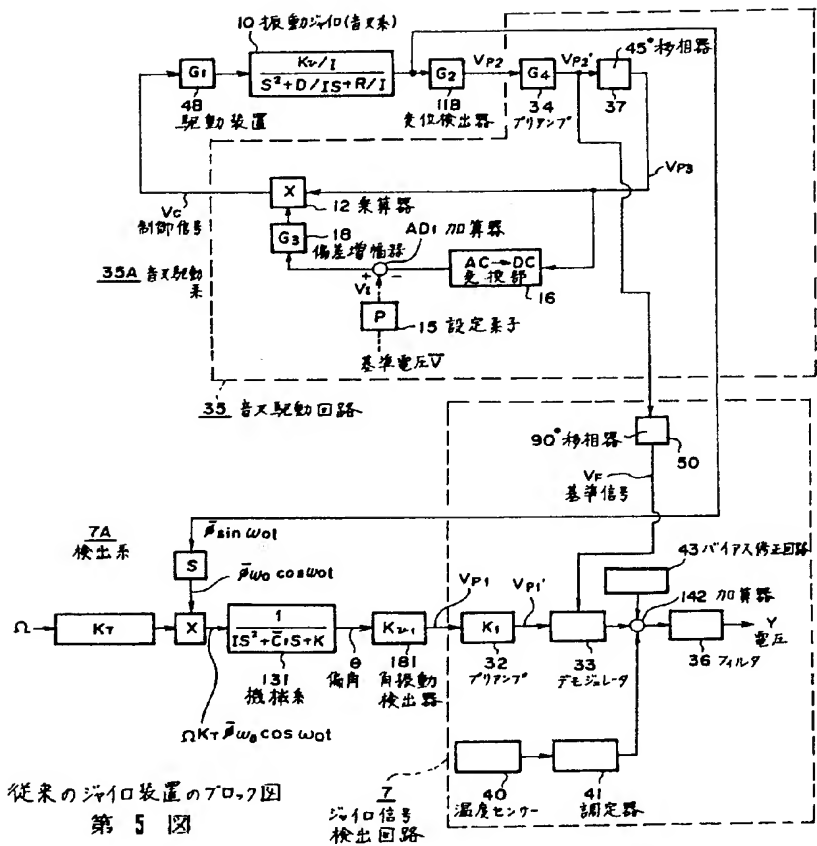 10 振動ジャイロ(音叉系)
G1
48
駆動装置
Kv/I
S²+D/IS+R/I
G2
11B
変位検出器
VP2
G4
34
プリアンプ
VP2'
45°移相器
37
VP3
X
12 乗算器
VC
制御信号
G3
18
偏差増幅器
AD1 加算器
+
-
V1
AC→DC
変換部
16
35A 音叉駆動
系
P
15 設定素子
基準電圧V̅
35 音叉駆動回路
90°移相器
50
VF
基準信号
7A
検出系
φ̅sinω0t
S
φ̅ω0 cosω0t
43 バイアス修正回路
VP1
VP1'
142 加算器
Ω
KT
X
1
IS²+C̅1S+K
131
機械系
θ
偏角
Kv1
181
角振動
検出器
K1
32
プリアンプ
33
デモジュレータ
36 フィルタ
Y
電圧
ΩKTφ̅ω0cosω0t
40
温度センサー
41
調定器
7
ジャイロ信号
検出回路
従来のジャイロ装置のブロック図
第 5 図